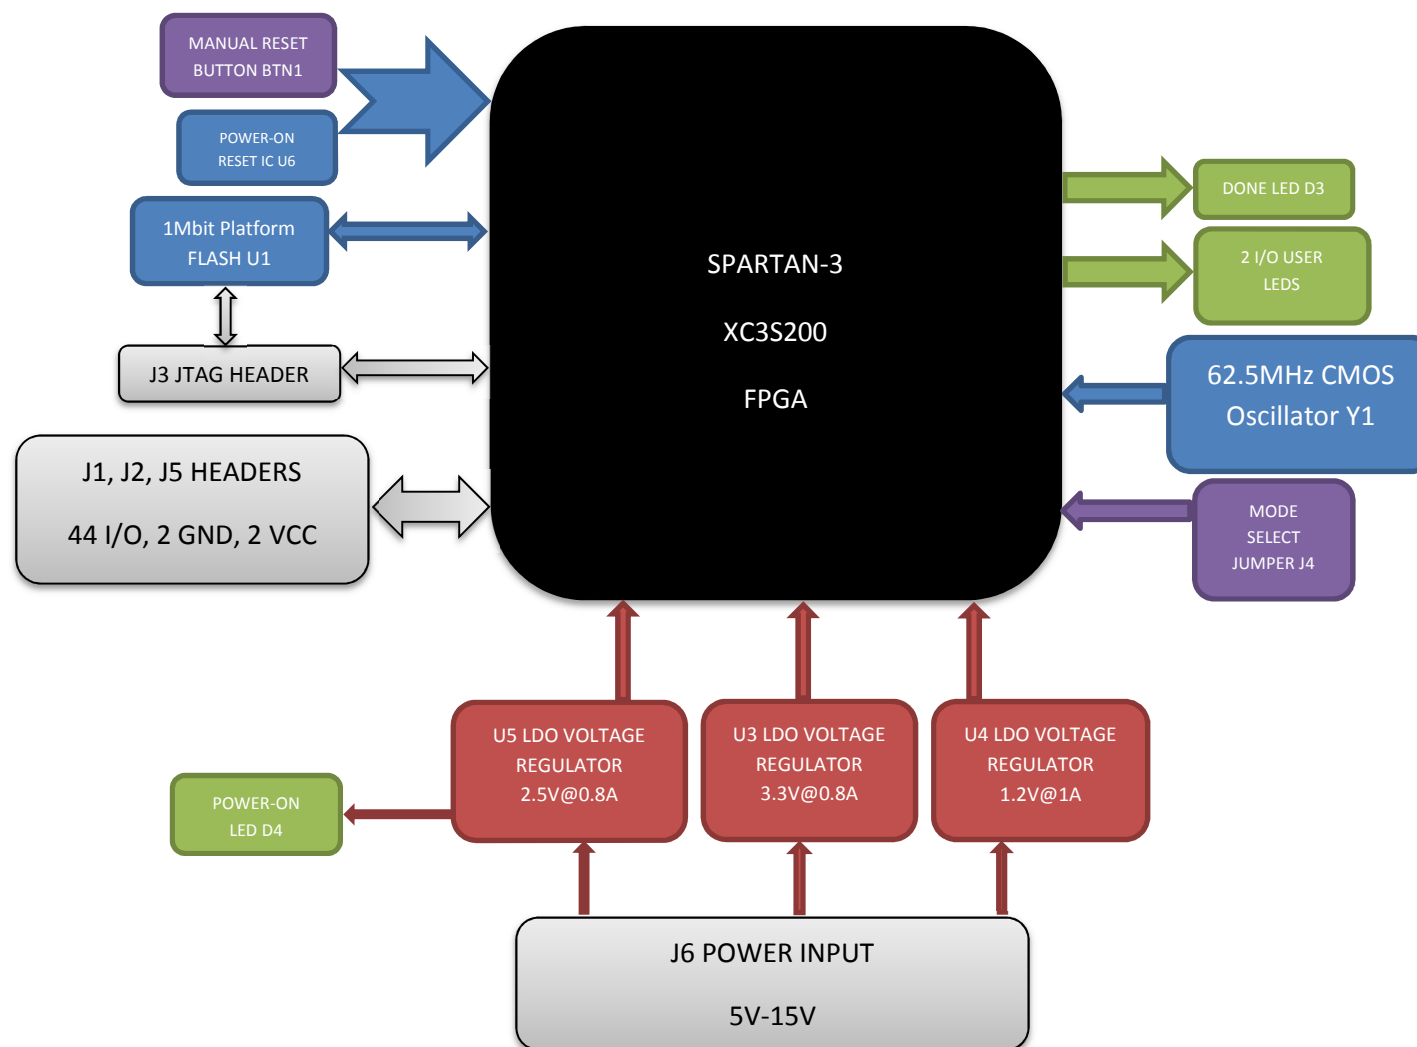 MANUAL RESET
BUTTON BTN1
POWER-ON
RESET IC U6
1Mbit Platform
FLASH U1
J3 JTAG HEADER
J1, J2, J5 HEADERS
44 I/O, 2 GND, 2 VCC
SPARTAN-3
XC3S200
FPGA
DONE LED D3
2 I/O USER
LEDS
62.5MHz CMOS
Oscillator Y1
MODE
SELECT
JUMPER J4
U5 LDO VOLTAGE
REGULATOR
2.5V@0.8A
U3 LDO VOLTAGE
REGULATOR
3.3V@0.8A
U4 LDO VOLTAGE
REGULATOR
1.2V@1A
POWER-ON
LED D4
J6 POWER INPUT
5V-15V